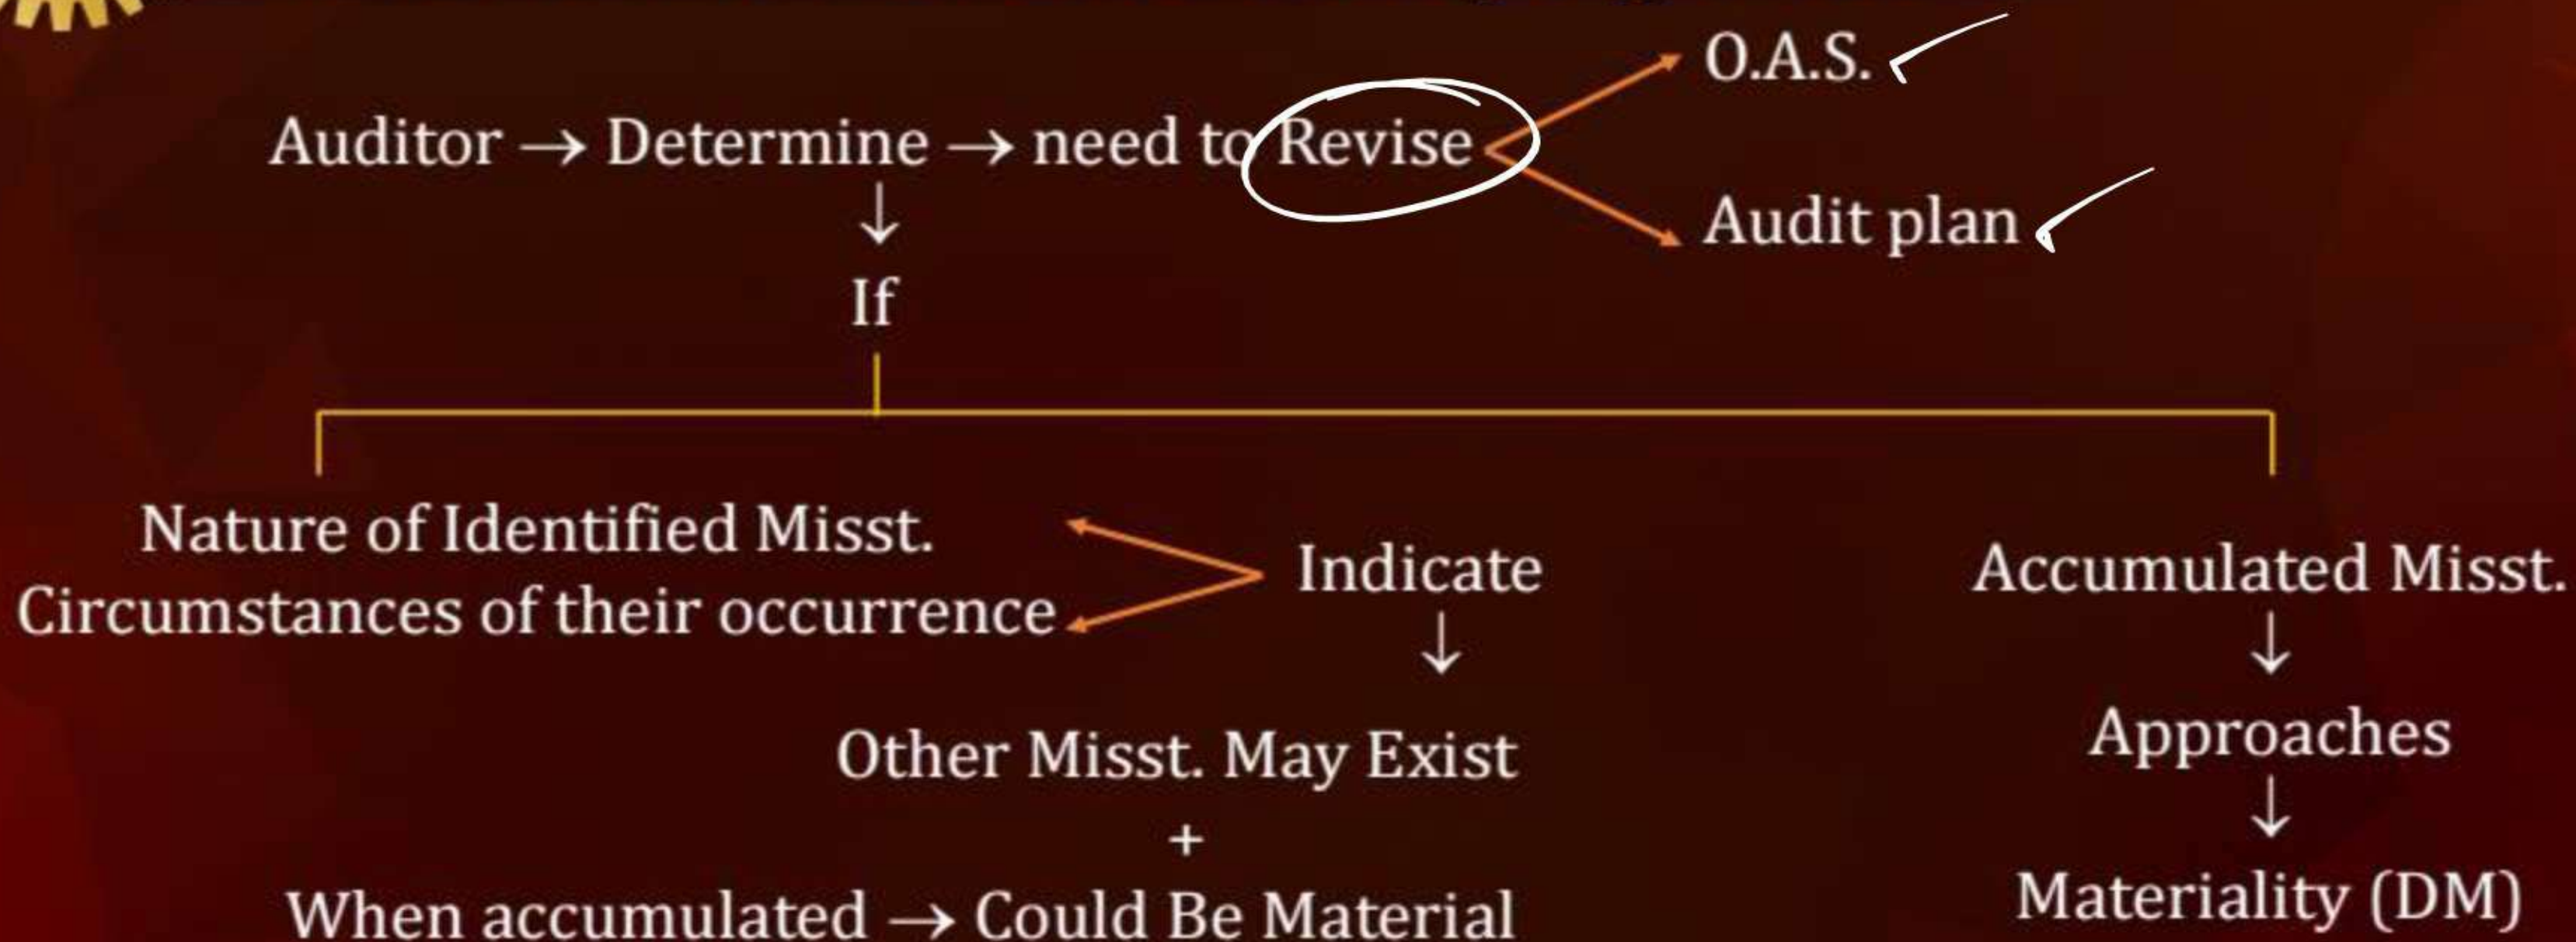 O.A.S.
Auditor → Determine → need to Revise
Audit plan
↓
If
Nature of Identified Misst.
Circumstances of their occurrence
Indicate
↓
Other Misst. May Exist
+
When accumulated → Could Be Material
Accumulated Misst.
↓
Approaches
↓
Materiality (DM)